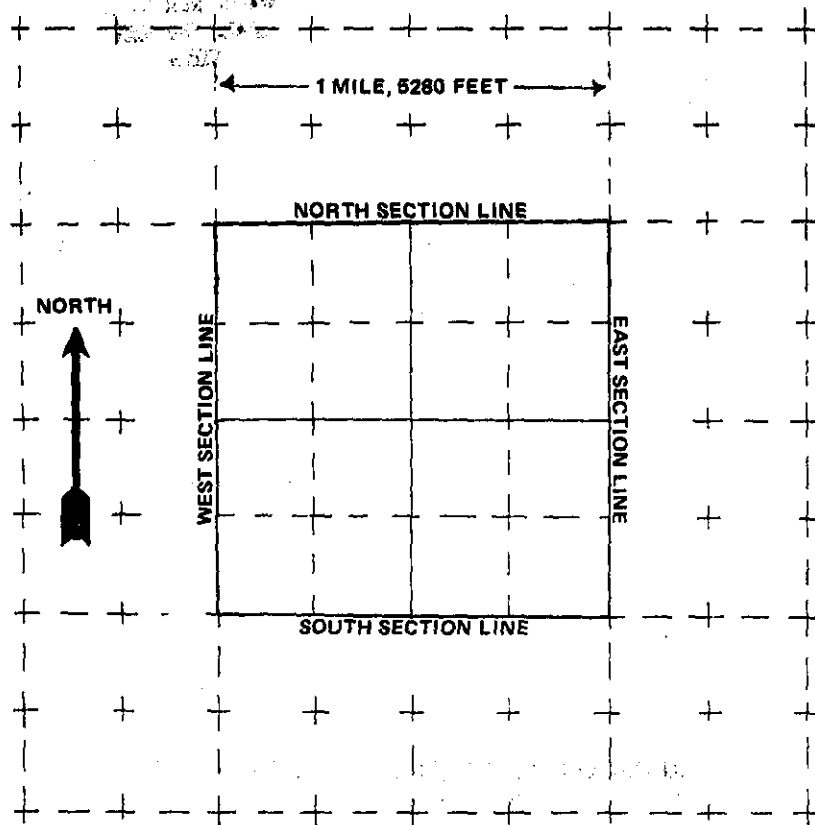 1 MILE, 5280 FEET
NORTH SECTION LINE
NORTH
WEST SECTION LINE
EAST SECTION LINE
SOUTH SECTION LINE